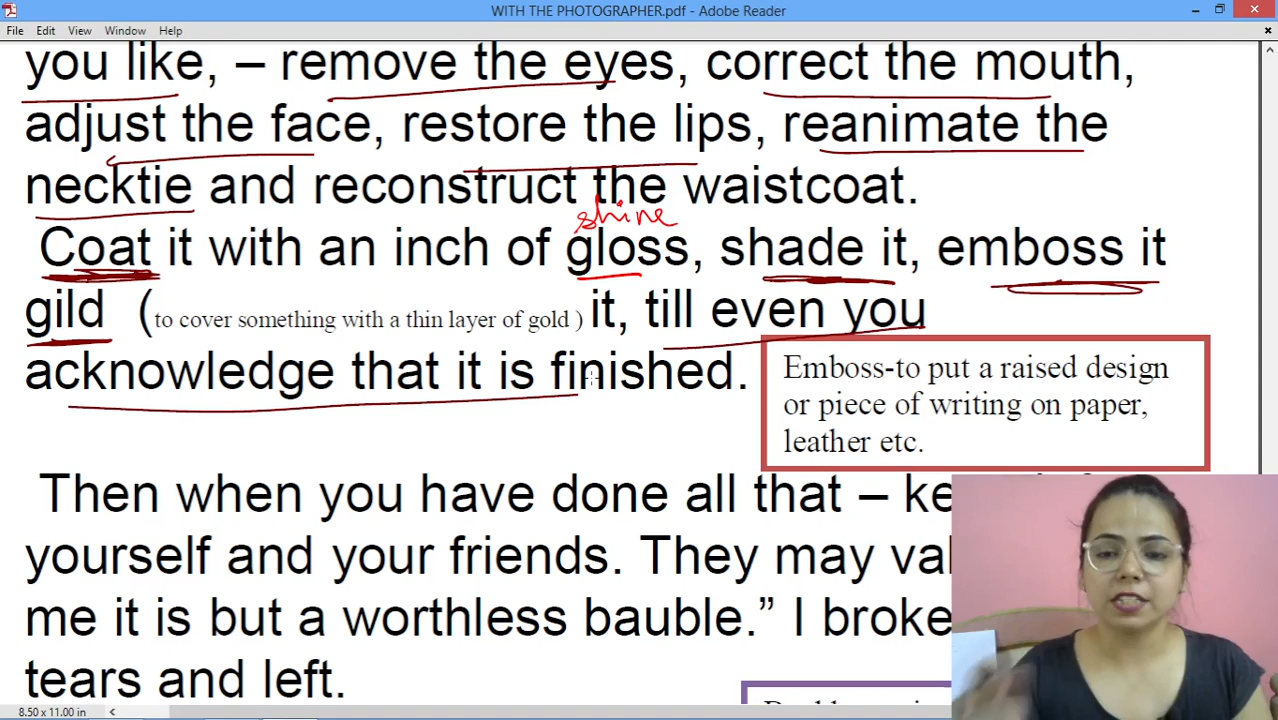 WITH THE PHOTOGRAPHER.pdf - Adobe Reader
File Edit View Window Help
you like, – remove the eyes, correct the mouth,
adjust the face, restore the lips, reanimate the
necktie and reconstruct the waistcoat.
shine
Coat it with an inch of gloss, shade it, emboss it
gild (to cover something with a thin layer of gold ) it, till even you
acknowledge that it is finished.
Emboss-to put a raised design
or piece of writing on paper,
leather etc.
Then when you have done all that –
yourself and your friends. They may
me it is but a worthless bauble.” I broke
tears and left.
8.50 x 11.00 in